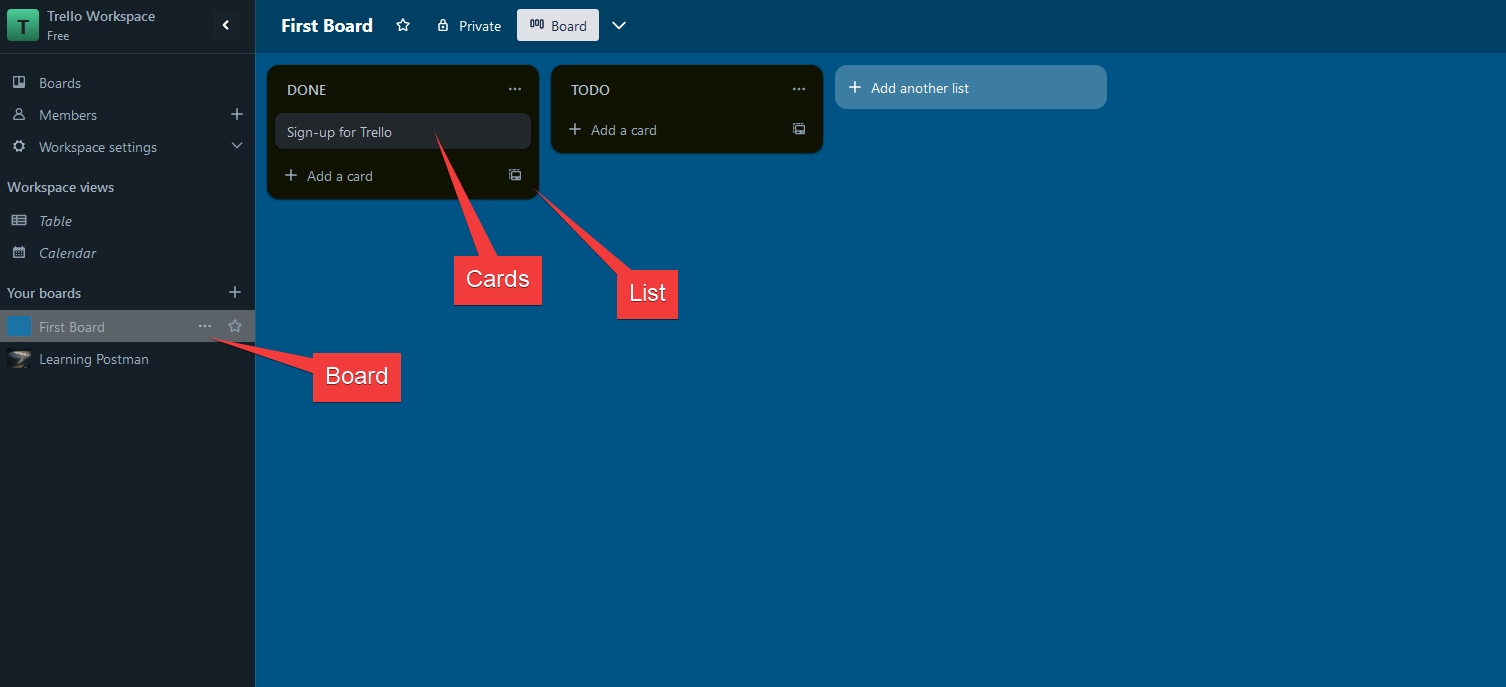 T
Trello Workspace
Free
Boards
Members
Workspace settings
Workspace views
Table
Calendar
Your boards
First Board
Learning Postman
First Board
Private
Board
DONE
Sign-up for Trello
Add a card
TODO
Add a card
Add another list
Cards
List
Board